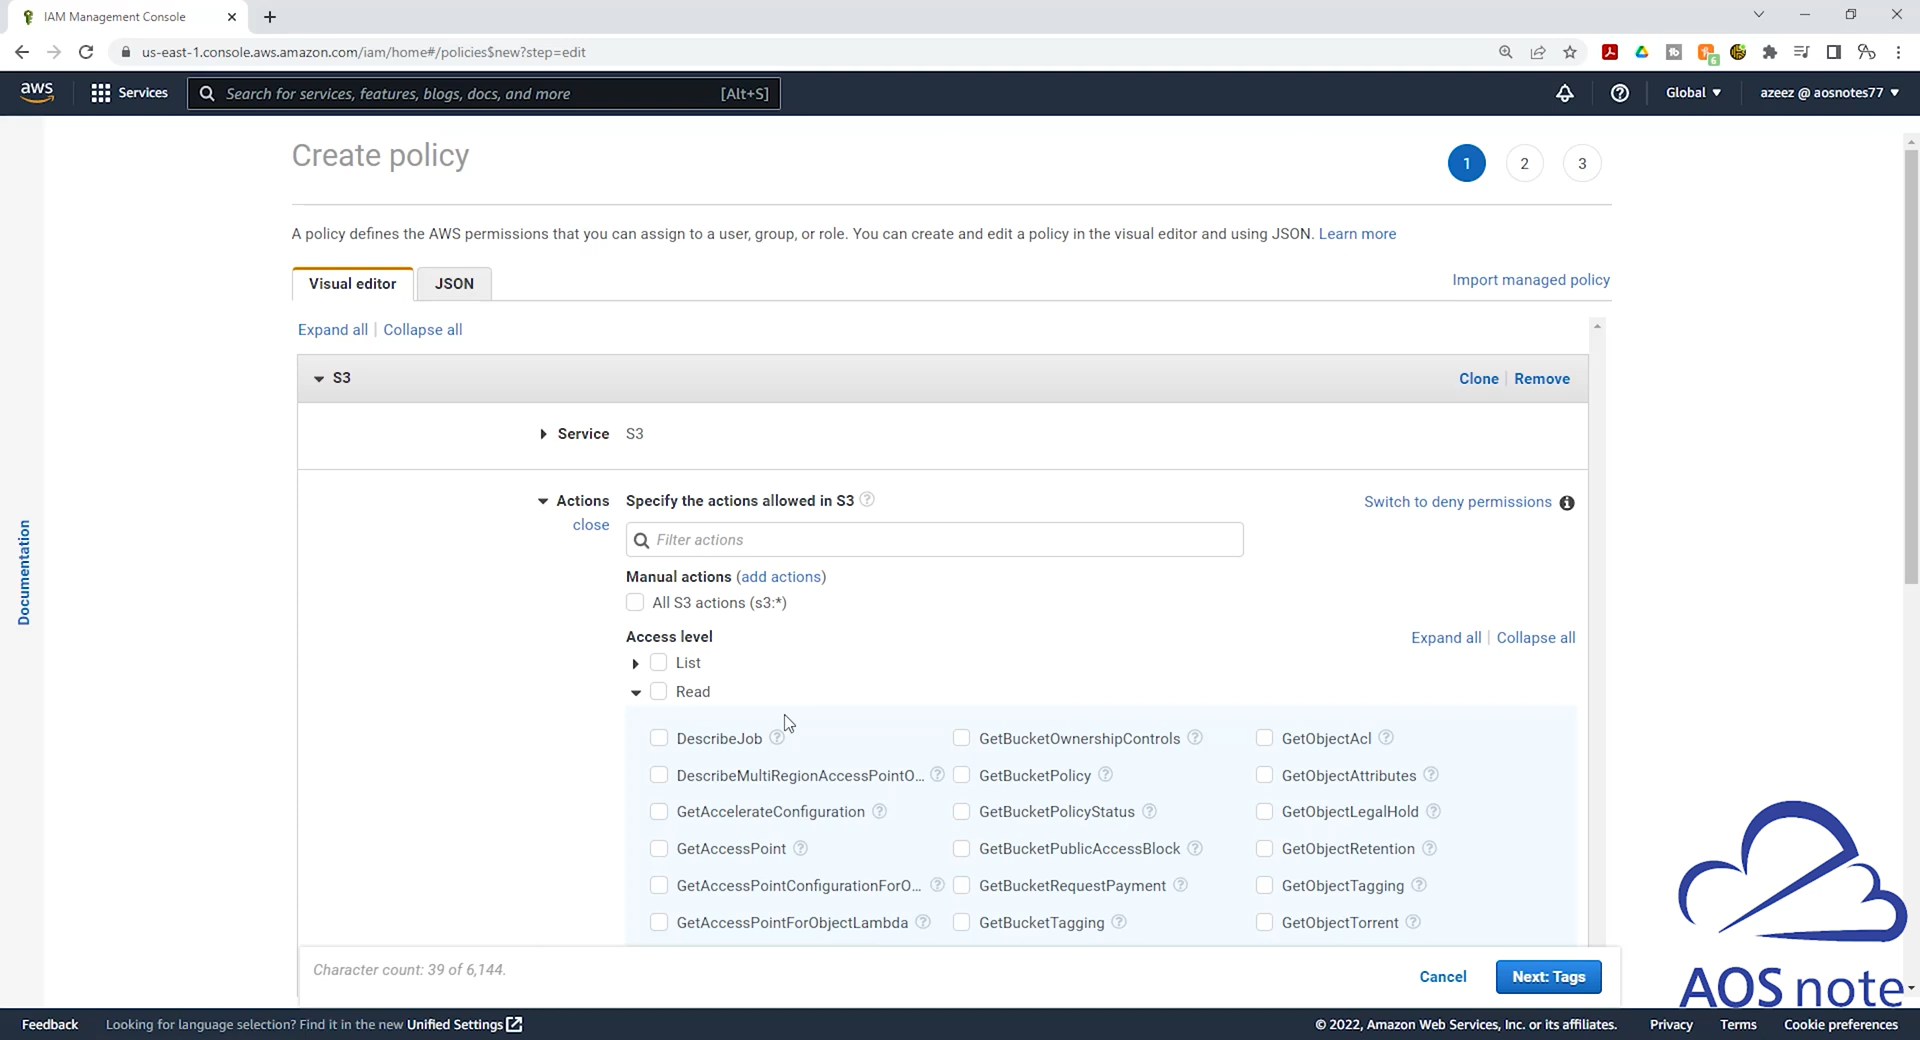 IAM Management Console
us-east-1.console.aws.amazon.com/iam/home#/policies$new?step=edit
6
aws
Services
Search for services, features, blogs, docs, and more
[Alt+S]
Global
azeez @ aosnotes77
Create policy
1
2
3
A policy defines the AWS permissions that you can assign to a user, group, or role. You can create and edit a policy in the visual editor and using JSON. Learn more
Visual editor
JSON
Import managed policy
Expand all | Collapse all
S3
Clone | Remove
Service S3
Actions Specify the actions allowed in S3
close
Switch to deny permissions
Filter actions
Manual actions (add actions)
All S3 actions (s3:*)
Access level
Expand all | Collapse all
List
Read
DescribeJob GetBucketOwnershipControls GetObjectAcl
DescribeMultiRegionAccessPointO... GetBucketPolicy GetObjectAttributes
GetAccelerateConfiguration GetBucketPolicyStatus GetObjectLegalHold
GetAccessPoint GetBucketPublicAccessBlock GetObjectRetention
GetAccessPointConfigurationForO... GetBucketRequestPayment GetObjectTagging
GetAccessPointForObjectLambda GetBucketTagging GetObjectTorrent
Documentation
Character count: 39 of 6,144.
Cancel
Next: Tags
AOS note
Feedback
Looking for language selection? Find it in the new Unified Settings
© 2022, Amazon Web Services, Inc. or its affiliates.
Privacy
Terms
Cookie preferences